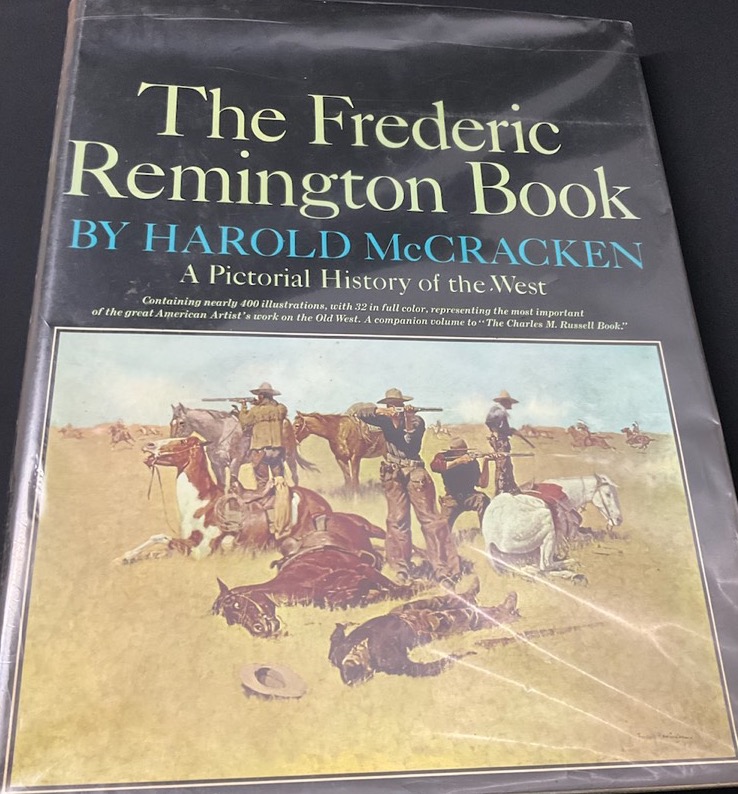 The Frederic
Remington Book
BY HAROLD McCRACKEN
A Pictorial History of the West
Containing nearly 400 illustrations, with 32 in full color, representing the most important
of the great American Artist's work on the Old West. A companion volume to "The Charles M. Russell Book."